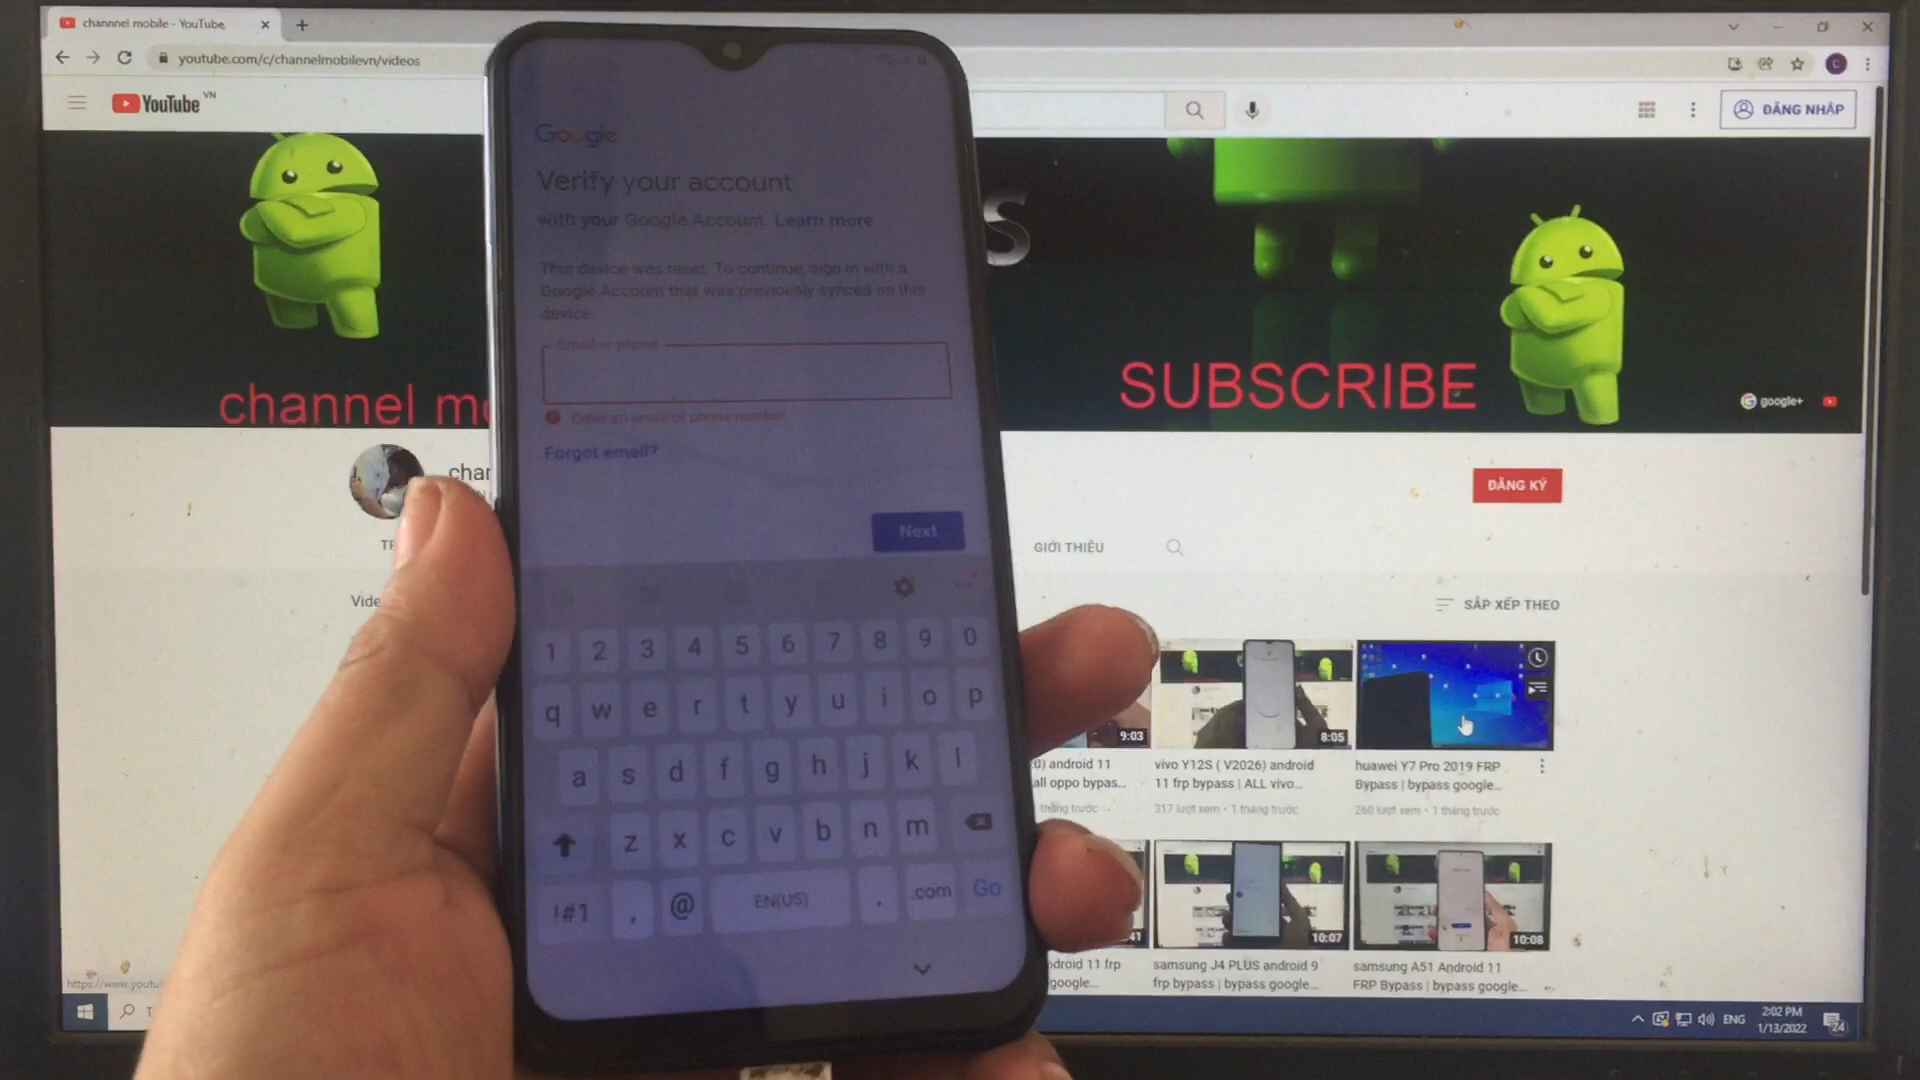 channnel mobile - YouTube
youtube.com/c/channelmobilevn/videos
YouTube VN
ĐĂNG NHẬP
S
channel mo
SUBSCRIBE
google+
char
ĐĂNG KÝ
GIỚI THIỆU
Vide
SẮP XẾP THEO
Google
Verify your account
with your Google Account. Learn more
This device was reset. To continue, sign in with a
Google Account that was previously synced on this
device.
Email or phone
Enter an email or phone number
Forgot email?
Next
1 2 3 4 5 6 7 8 9 0
q w e r t y u i o p
a s d f g h j k l
z x c v b n m
!#1 , @ EN(US) . .com Go
9:03
8:05
0) android 11
all oppo bypas...
tháng trước
vivo Y12S ( V2026) android
11 frp bypass | ALL vivo...
317 lượt xem • 1 tháng trước
huawei Y7 Pro 2019 FRP
Bypass | bypass google...
260 lượt xem • 1 tháng trước
41
10:07
10:08
ndroid 11 frp
google...
samsung J4 PLUS android 9
frp bypass | bypass google...
samsung A51 Android 11
FRP Bypass | bypass google...
https://www.youtu
ENG
2:02 PM
1/13/2022
24